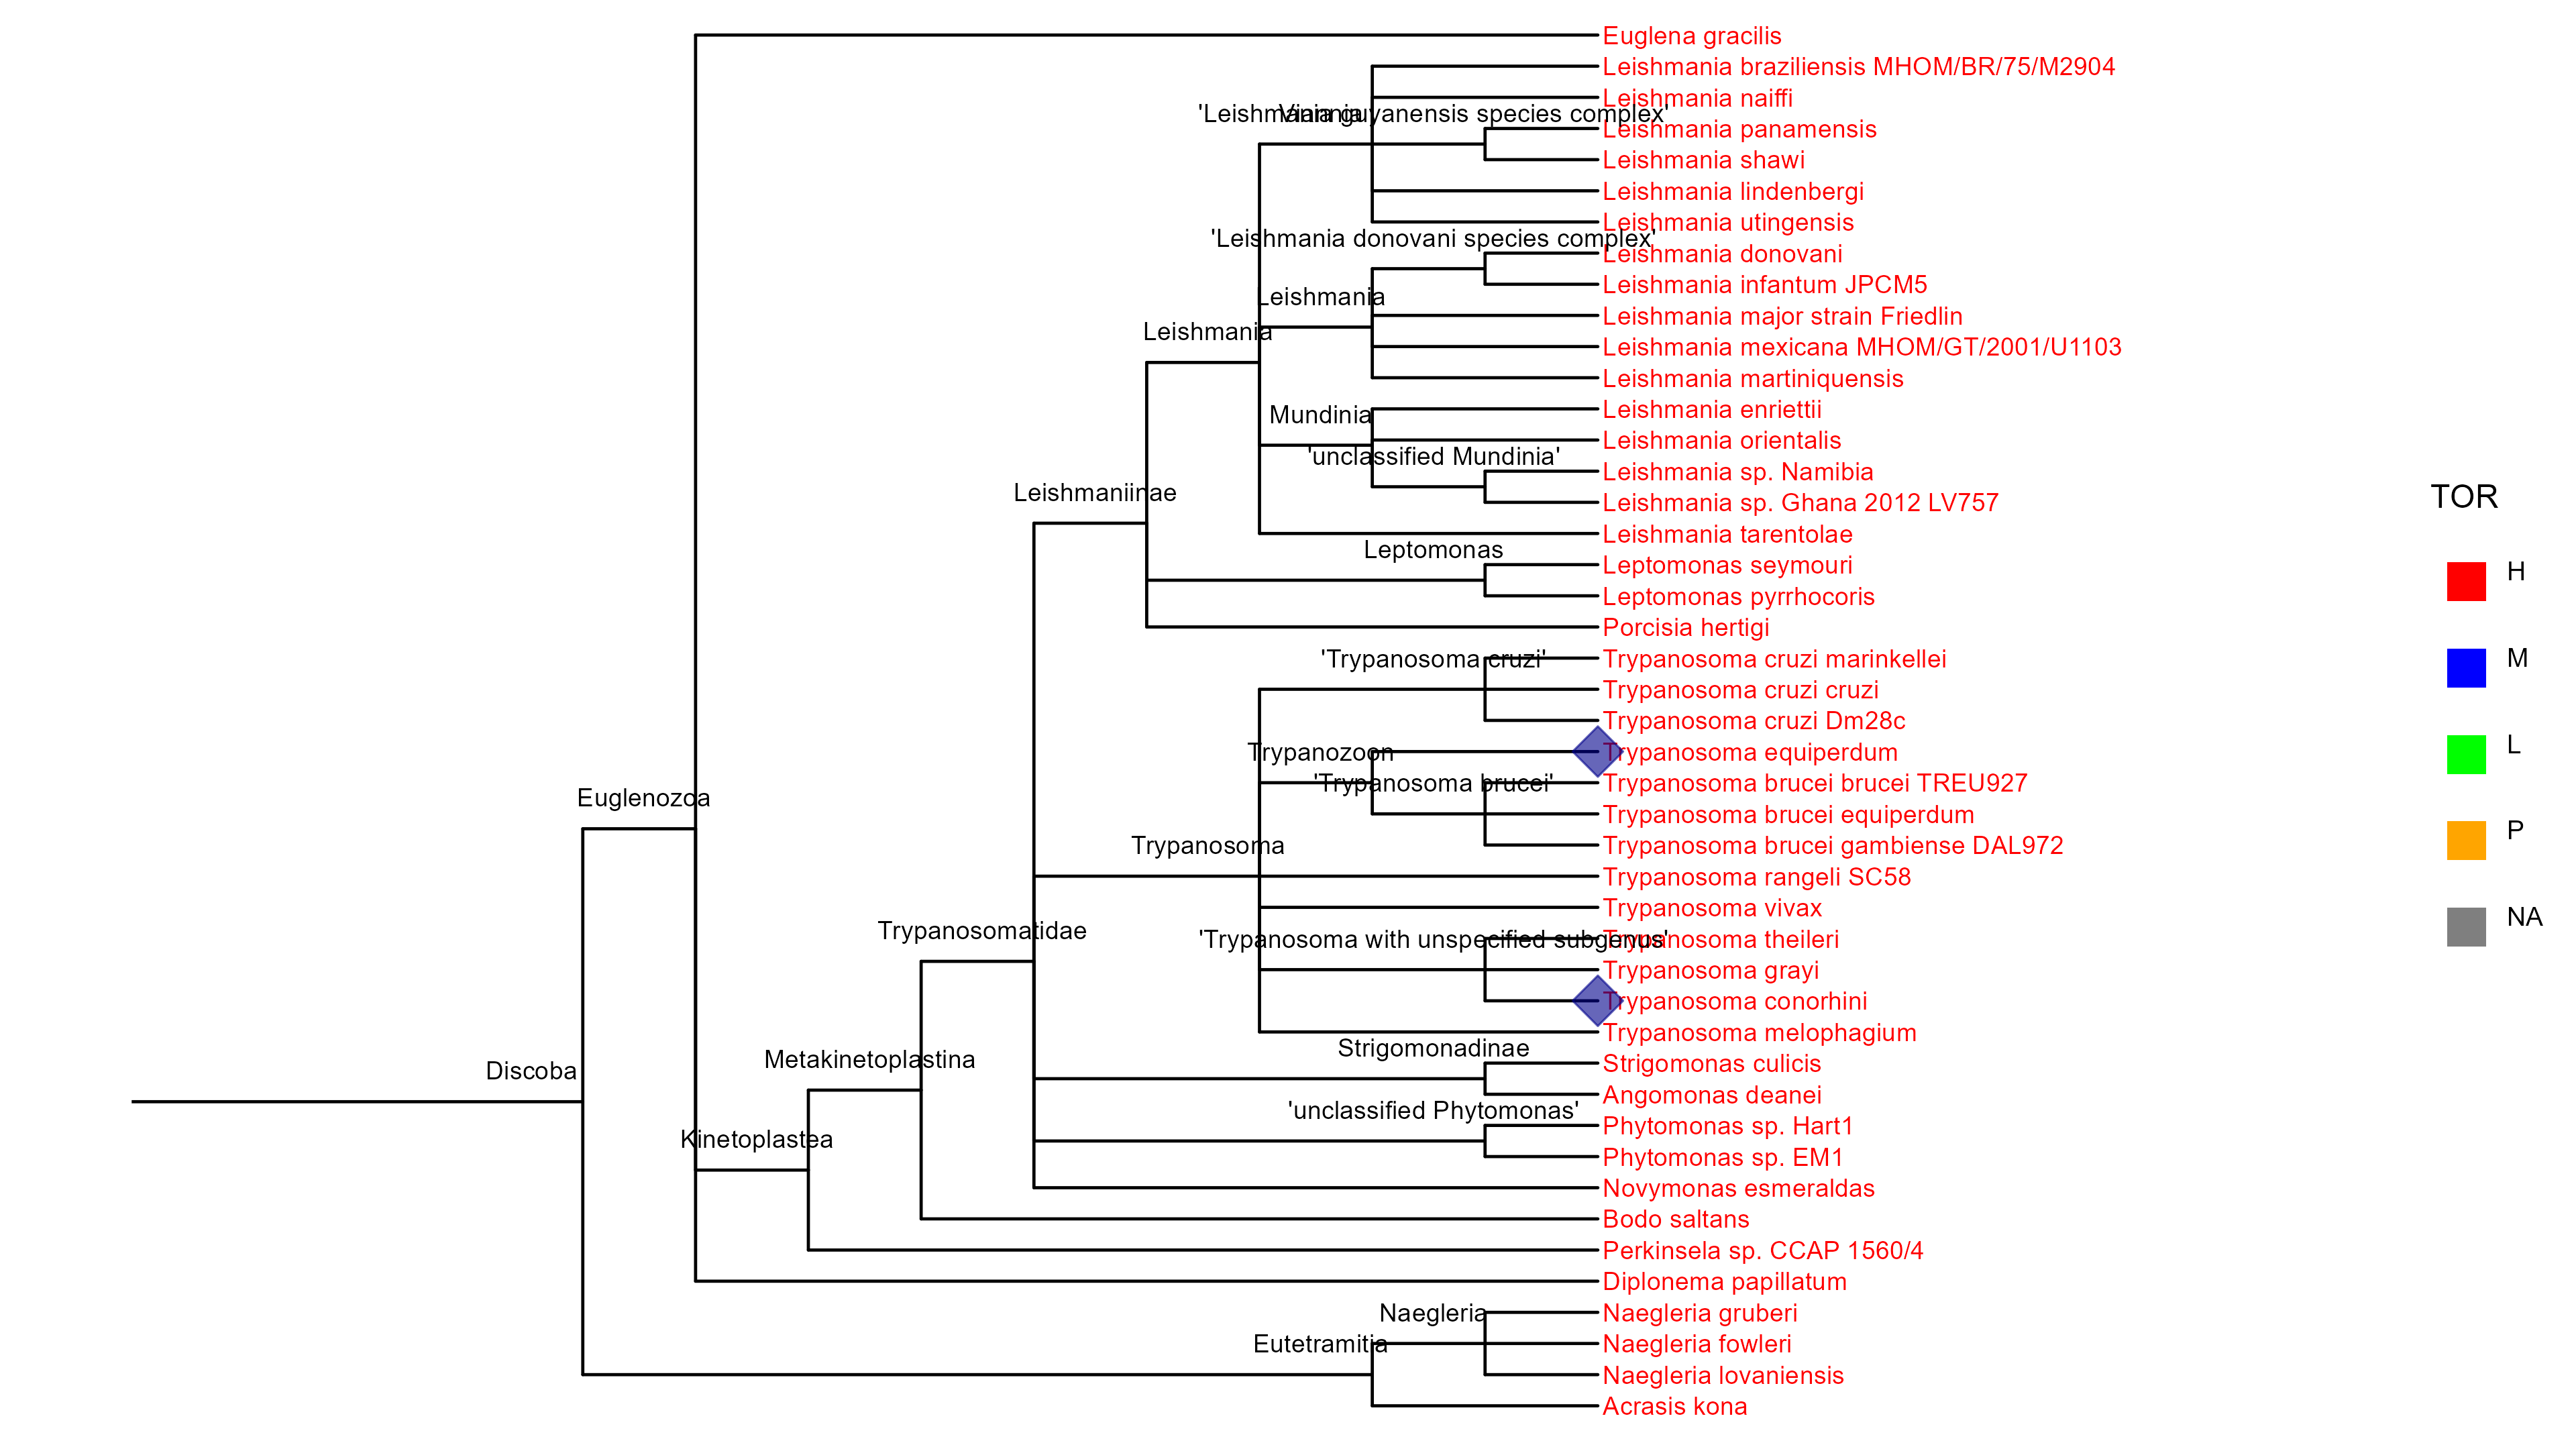 Euglena gracilis
Leishmania braziliensis MHOM/BR/75/M2904
Leishmania naiffi
'Leishmania guyanensis species complex'
Viannia
Leishmania panamensis
Leishmania shawi
Leishmania lindenbergi
Leishmania utingensis
'Leishmania donovani species complex'
Leishmania donovani
Leishmania infantum JPCM5
Leishmania
Leishmania major strain Friedlin
Leishmania
Leishmania mexicana MHOM/GT/2001/U1103
Leishmania martiniquensis
Leishmania enriettii
Mundinia
Leishmania orientalis
'unclassified Mundinia'
Leishmania sp. Namibia
Leishmaniinae
Leishmania sp. Ghana 2012 LV757
Leishmania tarentolae
Leptomonas
Leptomonas seymouri
Leptomonas pyrrhocoris
Porcisia hertigi
'Trypanosoma cruzi'
Trypanosoma cruzi marinkellei
Trypanosoma cruzi cruzi
Trypanosoma cruzi Dm28c
Trypanozoon
Trypanosoma equiperdum
'Trypanosoma brucei'
Trypanosoma brucei brucei TREU927
Euglenozoa
Trypanosoma brucei equiperdum
Trypanosoma
Trypanosoma brucei gambiense DAL972
Trypanosoma rangeli SC58
Trypanosoma vivax
Trypanosomatidae
'Trypanosoma with unspecified subgenus'
Trypanosoma theileri
Trypanosoma grayi
Trypanosoma conorhini
Trypanosoma melophagium
Strigomonadinae
Metakinetoplastina
Strigomonas culicis
Discoba
Angomonas deanei
'unclassified Phytomonas'
Phytomonas sp. Hart1
Kinetoplastea
Phytomonas sp. EM1
Novymonas esmeraldas
Bodo saltans
Perkinsela sp. CCAP 1560/4
Diplonema papillatum
Naegleria
Naegleria gruberi
Eutetramitia
Naegleria fowleri
Naegleria lovaniensis
Acrasis kona
TOR
H
M
L
P
NA